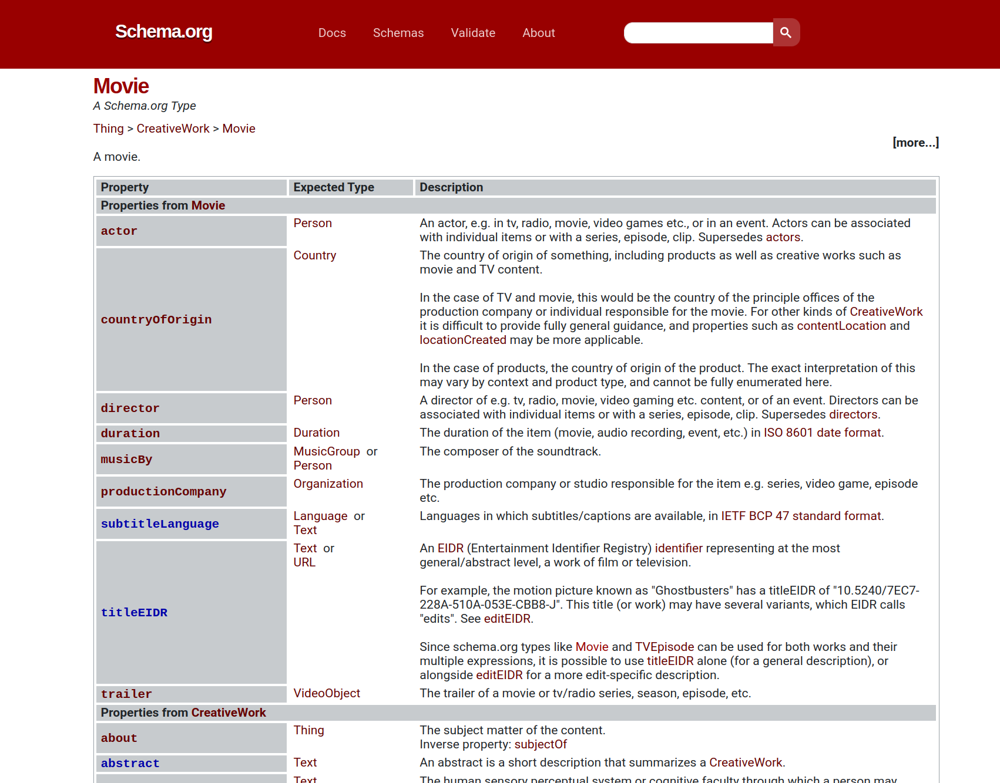 Schema.org
Docs Schemas Validate About
Movie
A Schema.org Type
Thing > CreativeWork > Movie
[more...]
A movie.
Property Expected Type Description
Properties from Movie
actor Person An actor, e.g. in tv, radio, movie, video games etc., or in an event. Actors can be associated
with individual items or with a series, episode, clip. Supersedes actors.
countryOfOrigin Country The country of origin of something, including products as well as creative works such as
movie and TV content.
In the case of TV and movie, this would be the country of the principle offices of the
production company or individual responsible for the movie. For other kinds of CreativeWork
it is difficult to provide fully general guidance, and properties such as contentLocation and
locationCreated may be more applicable.
In the case of products, the country of origin of the product. The exact interpretation of this
may vary by context and product type, and cannot be fully enumerated here.
director Person A director of e.g. tv, radio, movie, video gaming etc. content, or of an event. Directors can be
associated with individual items or with a series, episode, clip. Supersedes directors.
duration Duration The duration of the item (movie, audio recording, event, etc.) in ISO 8601 date format.
musicBy MusicGroup or The composer of the soundtrack.
Person
productionCompany Organization The production company or studio responsible for the item e.g. series, video game, episode
etc.
subtitleLanguage Language or Languages in which subtitles/captions are available, in IETF BCP 47 standard format.
Text
titleEIDR Text or An EIDR (Entertainment Identifier Registry) identifier representing at the most
URL general/abstract level, a work of film or television.
For example, the motion picture known as "Ghostbusters" has a titleEIDR of "10.5240/7EC7-
228A-510A-053E-CBB8-J". This title (or work) may have several variants, which EIDR calls
"edits". See editEIDR.
Since schema.org types like Movie and TVEpisode can be used for both works and their
multiple expressions, it is possible to use titleEIDR alone (for a general description), or
alongside editEIDR for a more edit-specific description.
trailer VideoObject The trailer of a movie or tv/radio series, season, episode, etc.
Properties from CreativeWork
about Thing The subject matter of the content.
Inverse property: subjectOf
abstract Text An abstract is a short description that summarizes a CreativeWork.
Text The human sensory perceptual system or cognitive faculty through which a person may